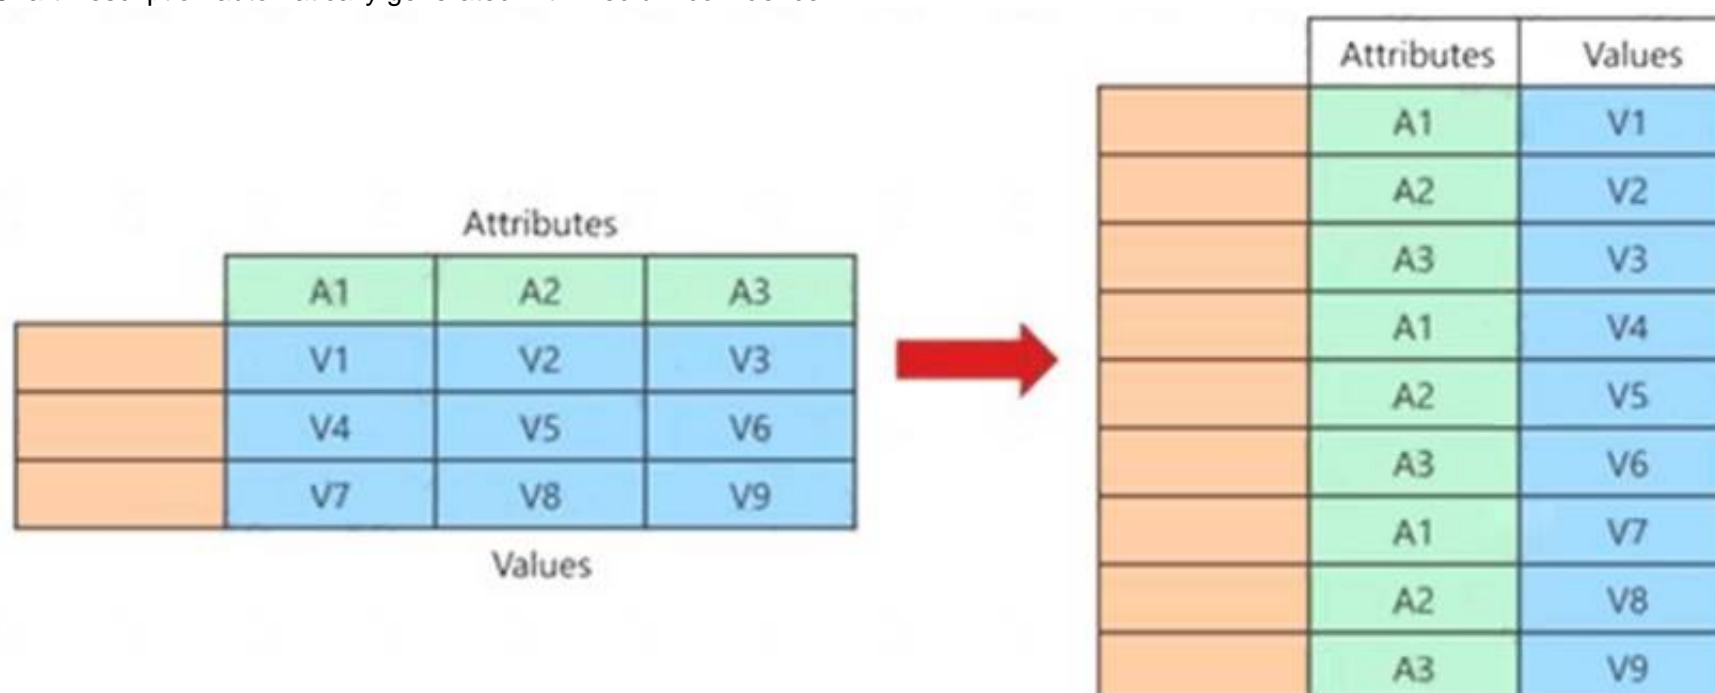 Attributes
A1 A2 A3
V1 V2 V3
V4 V5 V6
V7 V8 V9
Values
Attributes Values
A1 V1
A2 V2
A3 V3
A1 V4
A2 V5
A3 V6
A1 V7
A2 V8
A3 V9